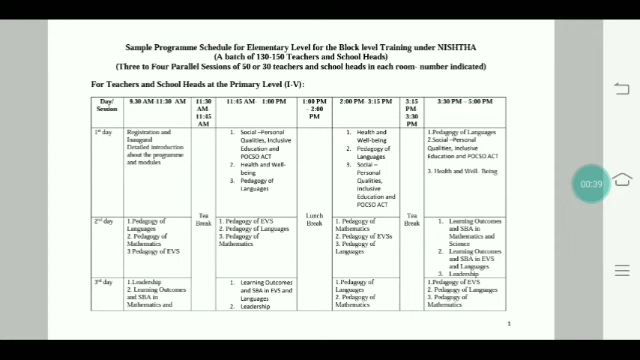 Sample Programme Schedule for Elementary Level for the Block level Training under NISHTHA
(A batch of 130-150 Teachers and School Heads)
(Three to Four Parallel Sessions of 50 or 30 teachers and school heads in each room- number indicated)
For Teachers and School Heads at the Primary Level (I-V):
Day/
Session
9.30 AM-11:30 AM
11:30
AM
11:45
AM
11:45 AM - 1:00 PM
1:00 PM
– 2:00
PM
2:00 PM- 3:15 PM
3:15
PM
3:30
PM
3:30 PM – 5:00 PM
1st day
Registration and
Inaugural
Detailed introduction
about the programme
and modules
Tea
Break
1. Social –Personal
Qualities, Inclusive
Education and
POCSO ACT
2. Health and Well-
being
3. Pedagogy of
Languages
Lunch
Break
1. Health and
Well-being
2. Pedagogy of
Languages
3. Social –
Personal
Qualities,
Inclusive
Education and
POCSO ACT
Tea
Break
1.Pedagogy of Languages
2.Social –Personal
Qualities, Inclusive
Education and POCSO ACT
3. Health and Well- Being
2nd day
1.Pedagogy of
Languages
2. Pedagogy of
Mathematics
3 Pedagogy of EVS
1. Pedagogy of EVS
2. Pedagogy of Languages
3. Pedagogy of
Mathematics
1. Pedagogy of
Mathematics
2. Pedagogy of EVSs
3. Pedagogy of
Languages
1. Learning Outcomes
and SBA in
Mathematics and
Science
2. Learning Outcomes
and SBA in EVS
and Languages
3. Leadership
3rd day
1.Leadership
2. Learning Outcomes
and SBA in
Mathematics and
1. Learning Outcomes
and SBA in EVS and
Languages
2. Leadership
1.Pedagogy of
Languages
2. Pedagogy of
Mathematics
1.Pedagogy of EVS
2. Pedagogy of Languages
3. Pedagogy of
Mathematics
1
00:39